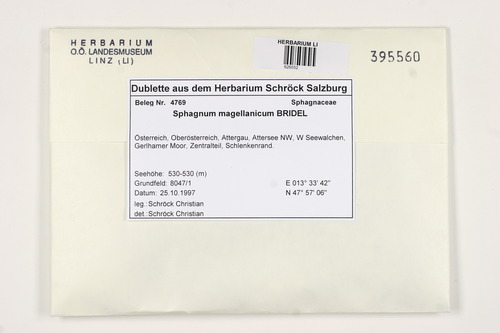 HERBARIUM
O.Ö. LANDESMUSEUM
LINZ (LI)
HERBARIUM LI
395560
Dublette aus dem Herbarium Schröck Salzburg
Beleg Nr. 4769 Sphagnaceae
Sphagnum magellanicum BRIDEL
Österreich, Oberösterreich, Attergau, Attersee NW, W Seewalchen,
Gerlhamer Moor, Zentralteil, Schlenkenrand.
Seehöhe: 530-530 (m)
Grundfeld: 8047/1 E 013° 33' 42''
Datum: 25.10.1997 N 47° 57' 06''
leg.:Schröck Christian
det. Schröck Christian